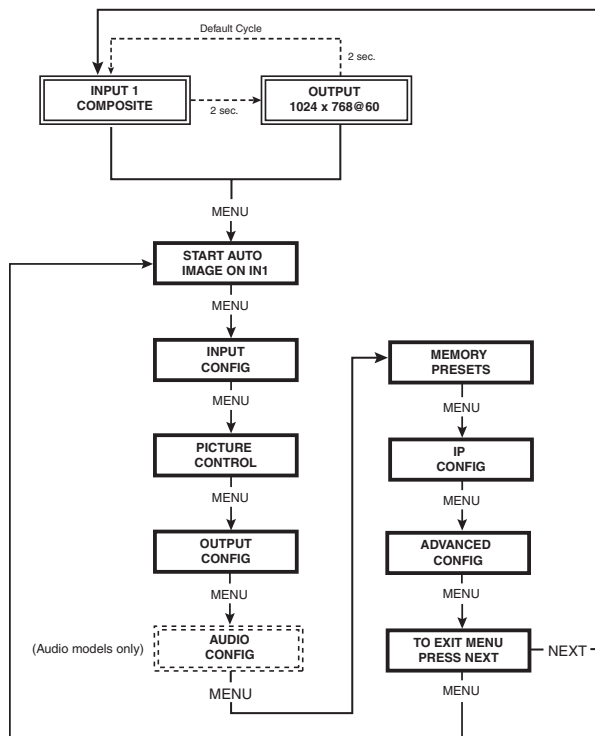 Default Cycle
2 sec.
INPUT 1
COMPOSITE
2 sec.
OUTPUT
1024 x 768@60
MENU
START AUTO
IMAGE ON IN1
MENU
INPUT
CONFIG
MENU
PICTURE
CONTROL
MENU
OUTPUT
CONFIG
MENU
(Audio models only)
AUDIO
CONFIG
MENU
MEMORY
PRESETS
MENU
IP
CONFIG
MENU
ADVANCED
CONFIG
MENU
TO EXIT MENU
PRESS NEXT
NEXT
MENU